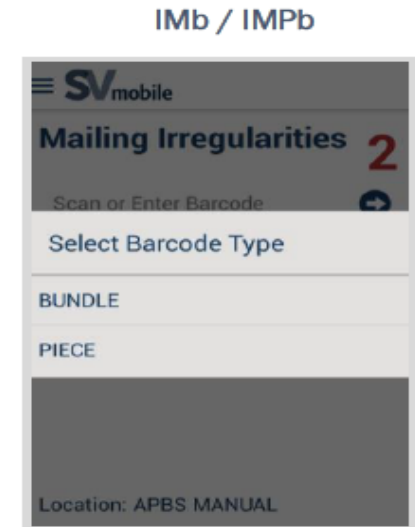 IMb / IMPb
SVmobile
Mailing Irregularities 2
Scan or Enter Barcode
Select Barcode Type
BUNDLE
PIECE
Location: APBS MANUAL